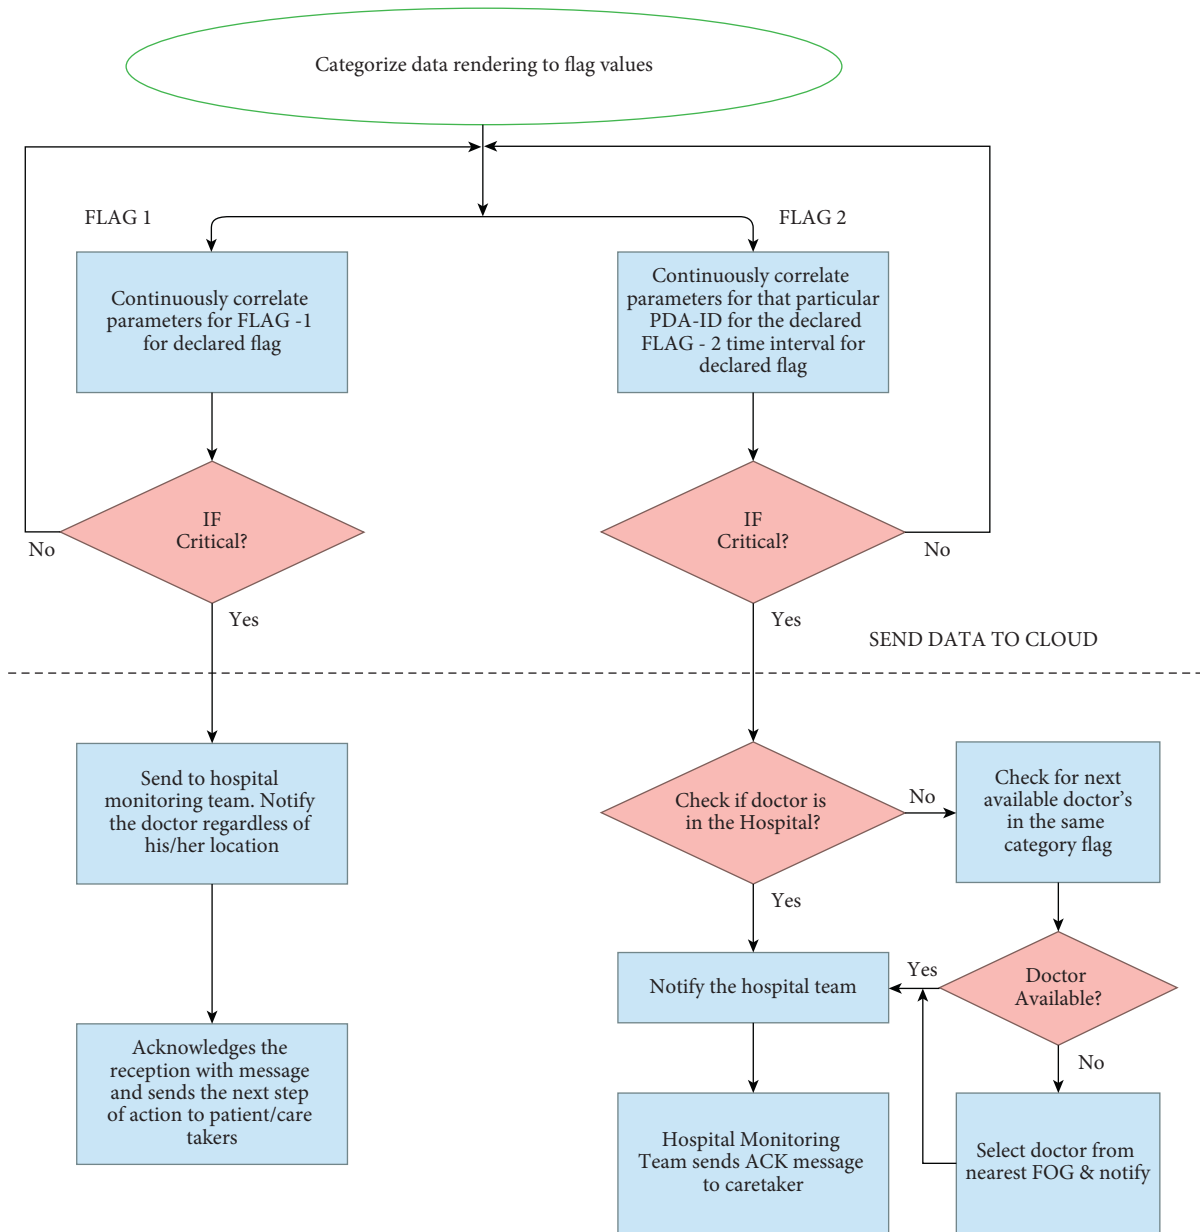 Categorize data rendering to flag values
FLAG 1
FLAG 2
Continuously correlate
parameters for FLAG -1
for declared flag
Continuously correlate
parameters for that particular
PDA-ID for the declared
FLAG - 2 time interval for
declared flag
IF
Critical?
No
Yes
IF
Critical?
No
Yes
SEND DATA TO CLOUD
Send to hospital
monitoring team. Notify
the doctor regardless of
his/her location
Check if doctor is
in the Hospital?
No
Yes
Check for next
available doctor's
in the same
category flag
Notify the hospital team
Yes
Doctor
Available?
No
Acknowledges the
reception with message
and sends the next step
of action to patient/care
takers
Hospital Monitoring
Team sends ACK message
to caretaker
Select doctor from
nearest FOG & notify